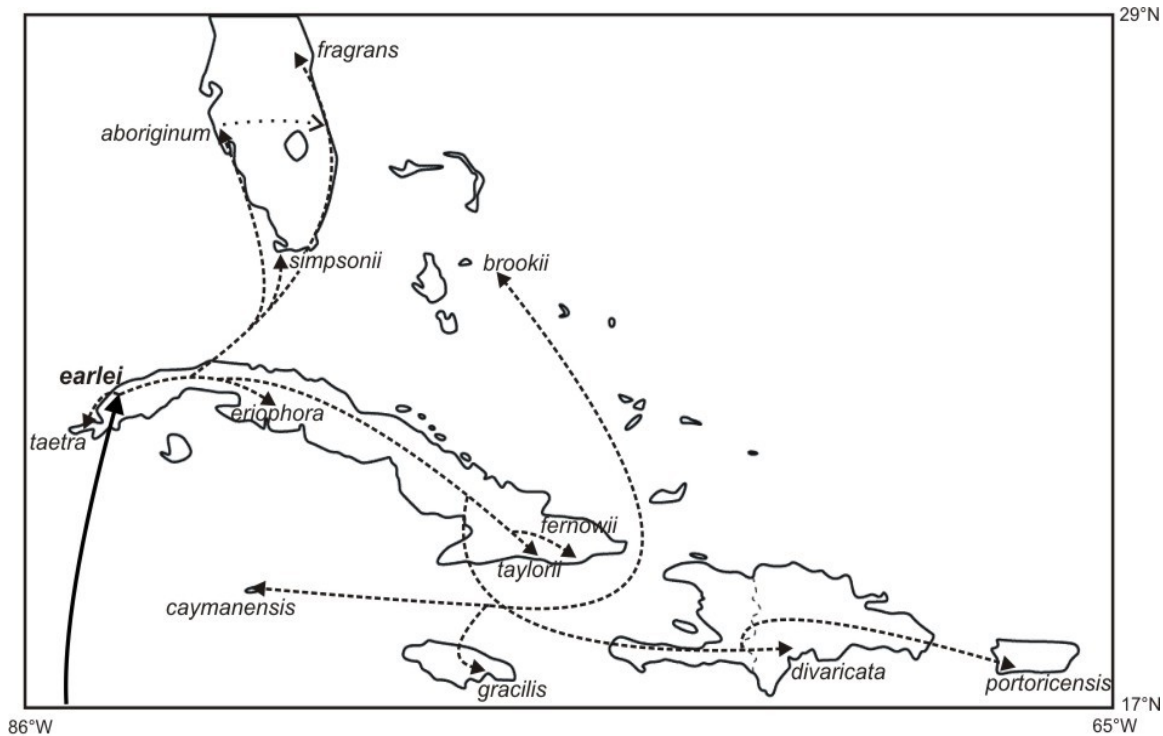 29°N
fragrans
aboriginum
simpsonii
brookii
earlei
eriophora
taetra
fernowii
taylorii
caymanensis
gracilis
divaricata
portoricensis
17°N
86°W
65°W